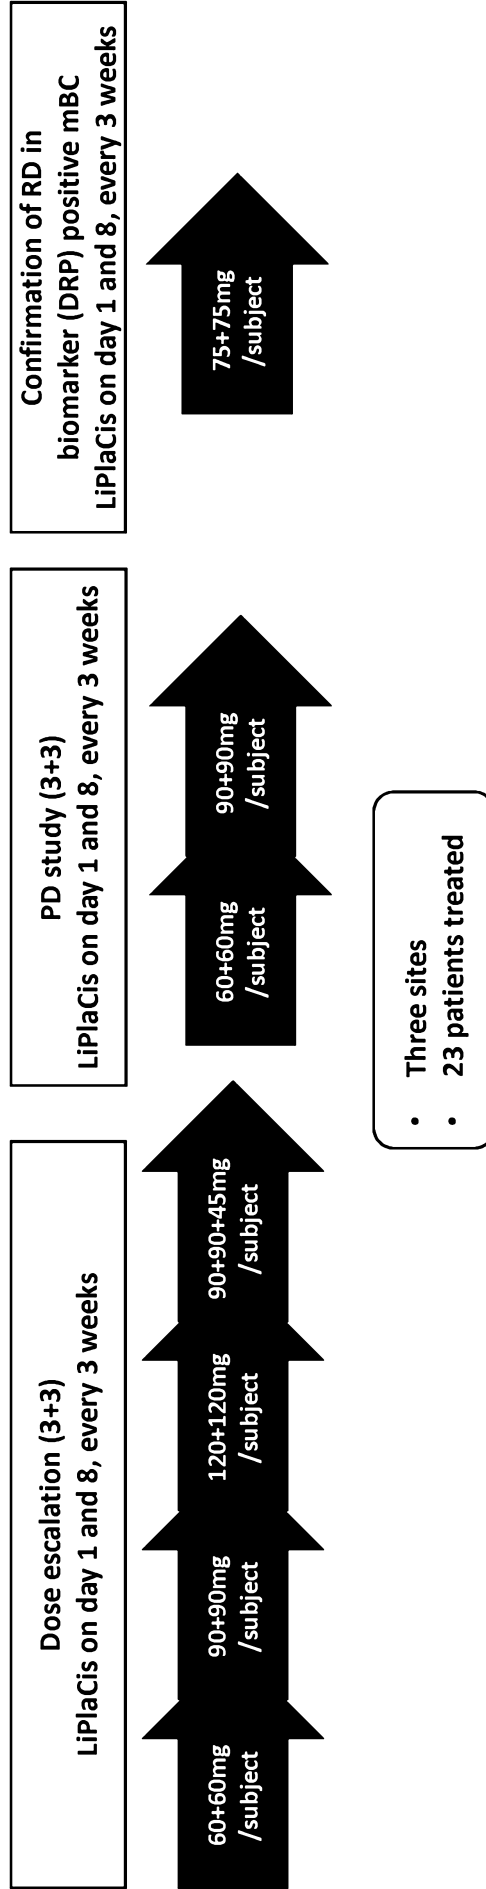 Dose escalation (3+3)
LiPlaCis on day 1 and 8, every 3 weeks
60+60mg
/subject
90+90mg
/subject
120+120mg
/subject
90+90+45mg
/subject
PD study (3+3)
LiPlaCis on day 1 and 8, every 3 weeks
60+60mg
/subject
90+90mg
/subject
Confirmation of RD in
biomarker (DRP) positive mBC
LiPlaCis on day 1 and 8, every 3 weeks
75+75mg
/subject
• Three sites
• 23 patients treated